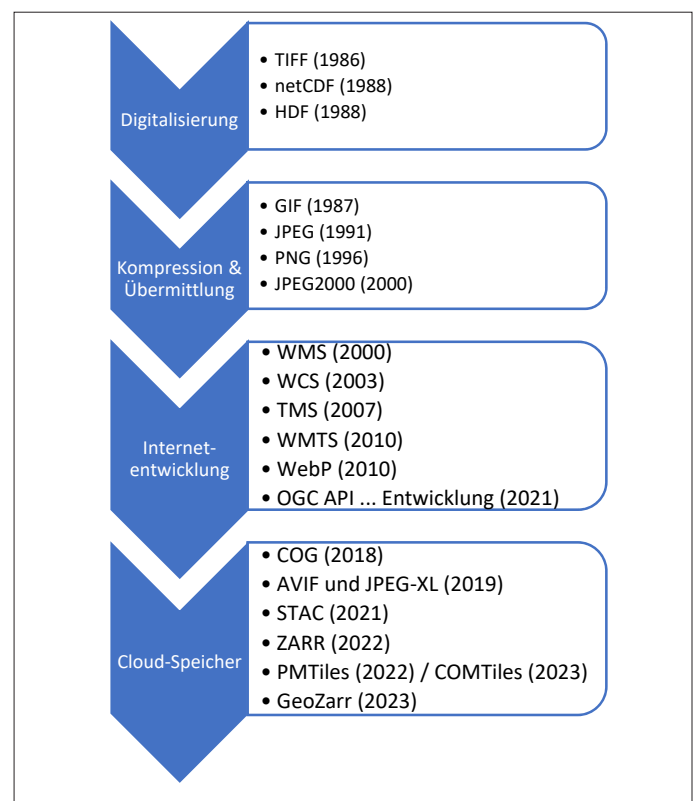 Digitalisierung
• TIFF (1986)
• netCDF (1988)
• HDF (1988)
Kompression &
Übermittlung
• GIF (1987)
• JPEG (1991)
• PNG (1996)
• JPEG2000 (2000)
Internet-
entwicklung
• WMS (2000)
• WCS (2003)
• TMS (2007)
• WMTS (2010)
• WebP (2010)
• OGC API ... Entwicklung (2021)
Cloud-Speicher
• COG (2018)
• AVIF und JPEG-XL (2019)
• STAC (2021)
• ZARR (2022)
• PMTiles (2022) / COMTiles (2023)
• GeoZarr (2023)